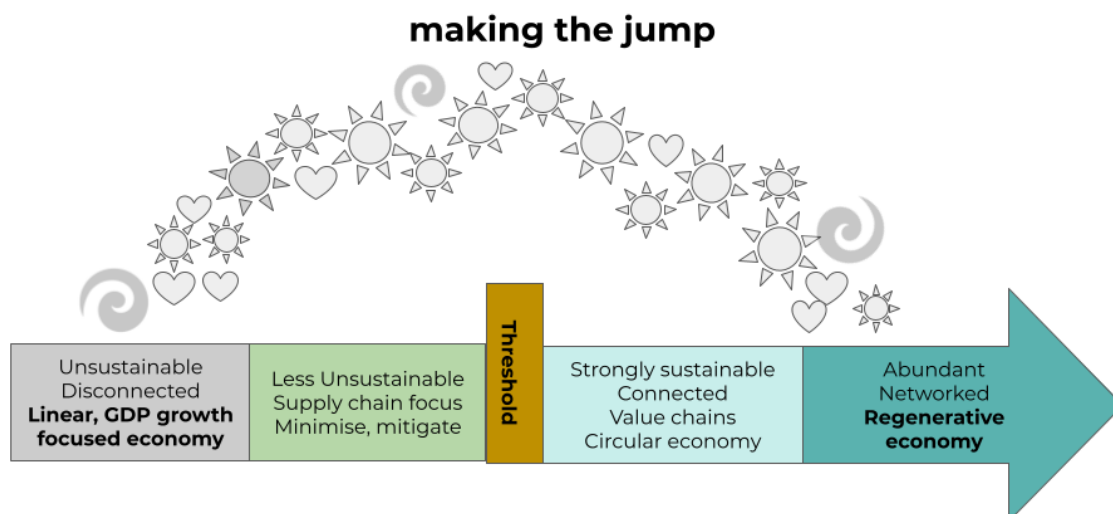 making the jump
Unsustainable
Disconnected
Linear, GDP growth
focused economy
Less Unsustainable
Supply chain focus
Minimise, mitigate
Threshold
Strongly sustainable
Connected
Value chains
Circular economy
Abundant
Networked
Regenerative
economy